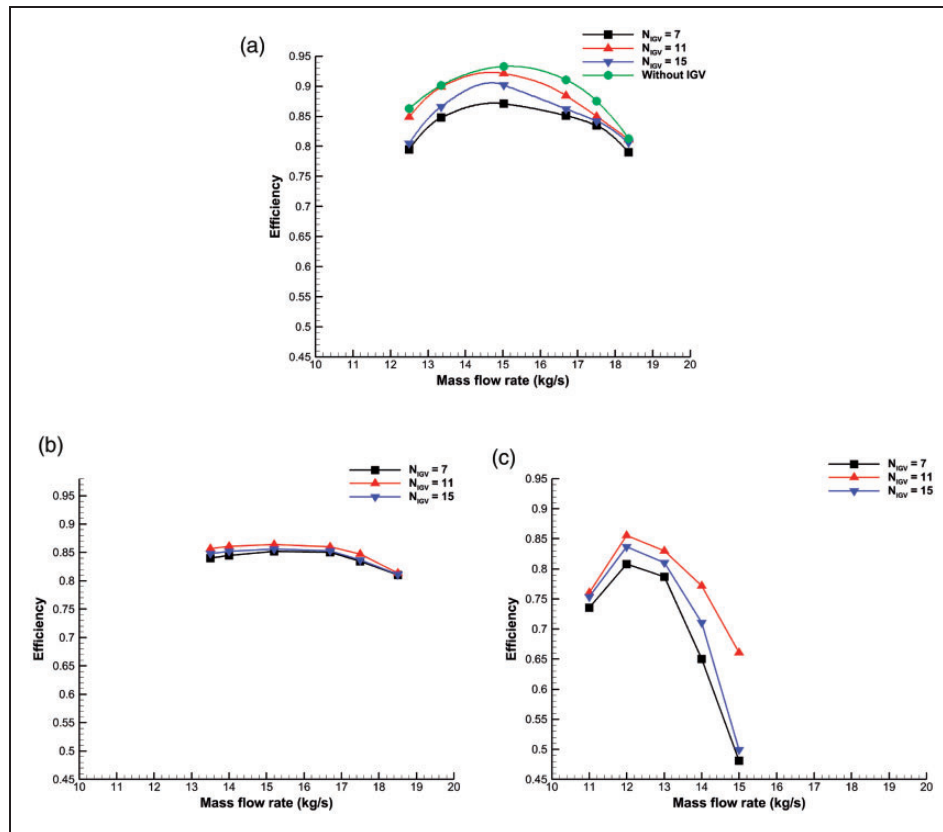 (a)
N_IGV = 7
N_IGV = 11
N_IGV = 15
Without IGV
0.95
0.9
0.85
0.8
0.75
0.7
0.65
0.6
0.55
0.5
0.45
Efficiency
10 11 12 13 14 15 16 17 18 19 20
Mass flow rate (kg/s)
(b)
N_IGV = 7
N_IGV = 11
N_IGV = 15
0.95
0.9
0.85
0.8
0.75
0.7
0.65
0.6
0.55
0.5
0.45
Efficiency
10 11 12 13 14 15 16 17 18 19 20
Mass flow rate (kg/s)
(c)
N_IGV = 7
N_IGV = 11
N_IGV = 15
0.95
0.9
0.85
0.8
0.75
0.7
0.65
0.6
0.55
0.5
0.45
Efficiency
10 11 12 13 14 15 16 17 18 19 20
Mass flow rate (kg/s)